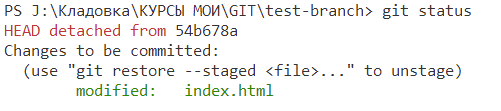 PS J:\Кладовка\КУРСЫ МОИ\GIT\test-branch> git status
HEAD detached from 54b678a
Changes to be committed:
  (use "git restore --staged <file>..." to unstage)
        modified:   index.html